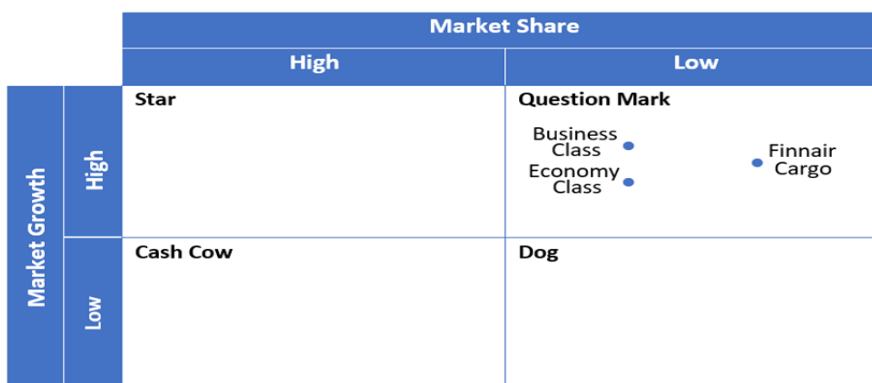 Market Share
High
Low
Market Growth
High
Star
Question Mark
Business
Class
Economy
Class
Finnair
Cargo
Low
Cash Cow
Dog